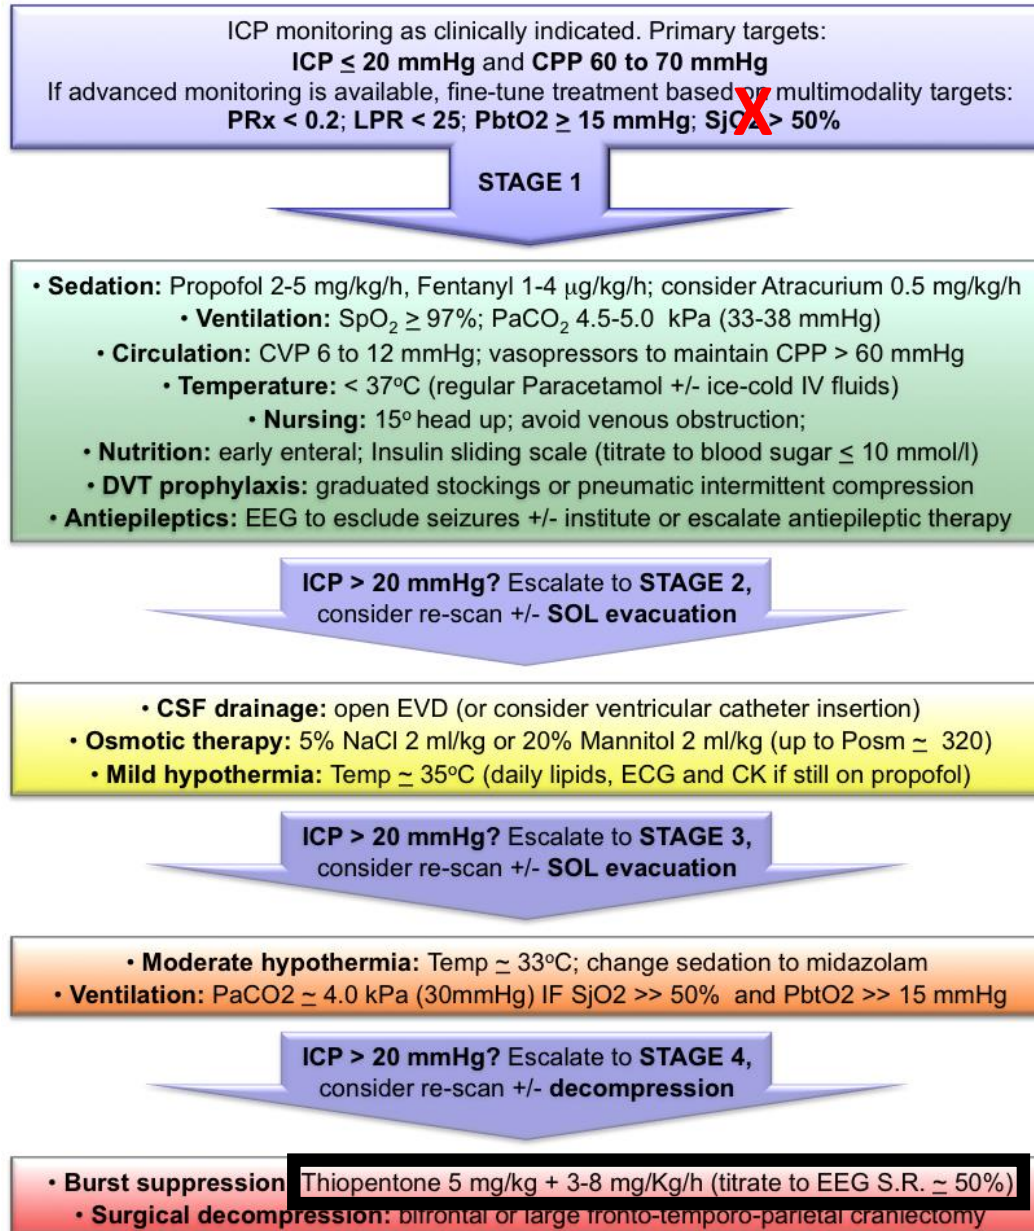 ICP monitoring as clinically indicated. Primary targets:
ICP ≤ 20 mmHg and CPP 60 to 70 mmHg
If advanced monitoring is available, fine-tune treatment based on multimodality targets:
PRx < 0.2; LPR < 25; PbtO2 ≥ 15 mmHg; SjO2 > 50%
X
STAGE 1
• Sedation: Propofol 2-5 mg/kg/h, Fentanyl 1-4 μg/kg/h; consider Atracurium 0.5 mg/kg/h
• Ventilation: SpO₂ ≥ 97%; PaCO₂ 4.5-5.0 kPa (33-38 mmHg)
• Circulation: CVP 6 to 12 mmHg; vasopressors to maintain CPP > 60 mmHg
• Temperature: < 37ºC (regular Paracetamol +/- ice-cold IV fluids)
• Nursing: 15º head up; avoid venous obstruction;
• Nutrition: early enteral; Insulin sliding scale (titrate to blood sugar ≤ 10 mmol/l)
• DVT prophylaxis: graduated stockings or pneumatic intermittent compression
• Antiepileptics: EEG to esclude seizures +/- institute or escalate antiepileptic therapy
ICP > 20 mmHg? Escalate to STAGE 2,
consider re-scan +/- SOL evacuation
• CSF drainage: open EVD (or consider ventricular catheter insertion)
• Osmotic therapy: 5% NaCl 2 ml/kg or 20% Mannitol 2 ml/kg (up to Posm ~ 320)
• Mild hypothermia: Temp ~ 35ºC (daily lipids, ECG and CK if still on propofol)
ICP > 20 mmHg? Escalate to STAGE 3,
consider re-scan +/- SOL evacuation
• Moderate hypothermia: Temp ~ 33ºC; change sedation to midazolam
• Ventilation: PaCO2 ~ 4.0 kPa (30mmHg) IF SjO2 >> 50% and PbtO2 >> 15 mmHg
ICP > 20 mmHg? Escalate to STAGE 4,
consider re-scan +/- decompression
• Burst suppression Thiopentone 5 mg/kg + 3-8 mg/Kg/h (titrate to EEG S.R. ~ 50%)
• Surgical decompression: bifrontal or large fronto-temporo-parietal craniectomy